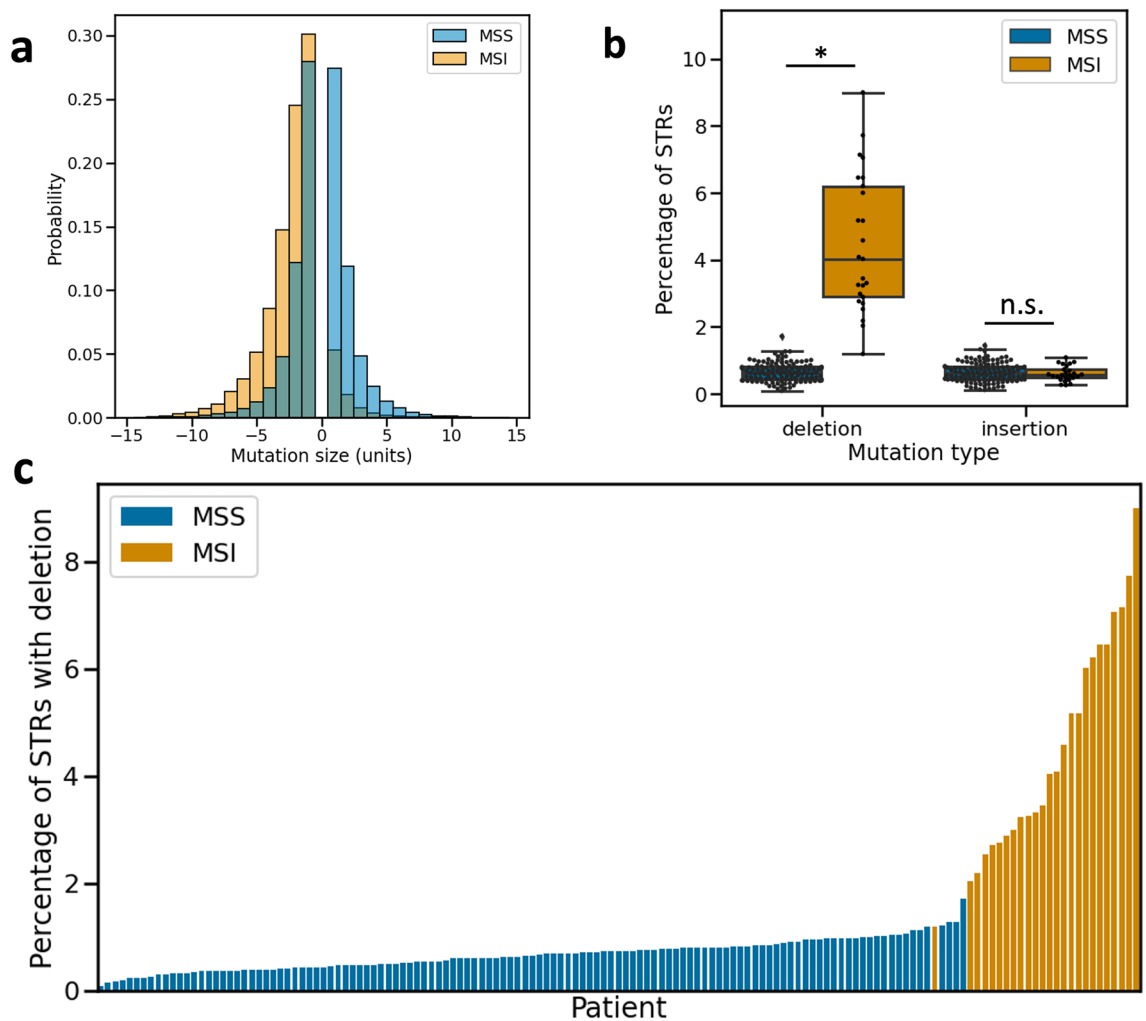 a
MSS
MSI
0.30
0.25
0.20
0.15
0.10
0.05
0.00
Probability
−15 −10 −5 0 5 10 15
Mutation size (units)
b
MSS
MSI
*
n.s.
10
8
6
4
2
0
Percentage of STRs
deletion insertion
Mutation type
c
MSS
MSI
8
6
4
2
0
Percentage of STRs with deletion
Patient